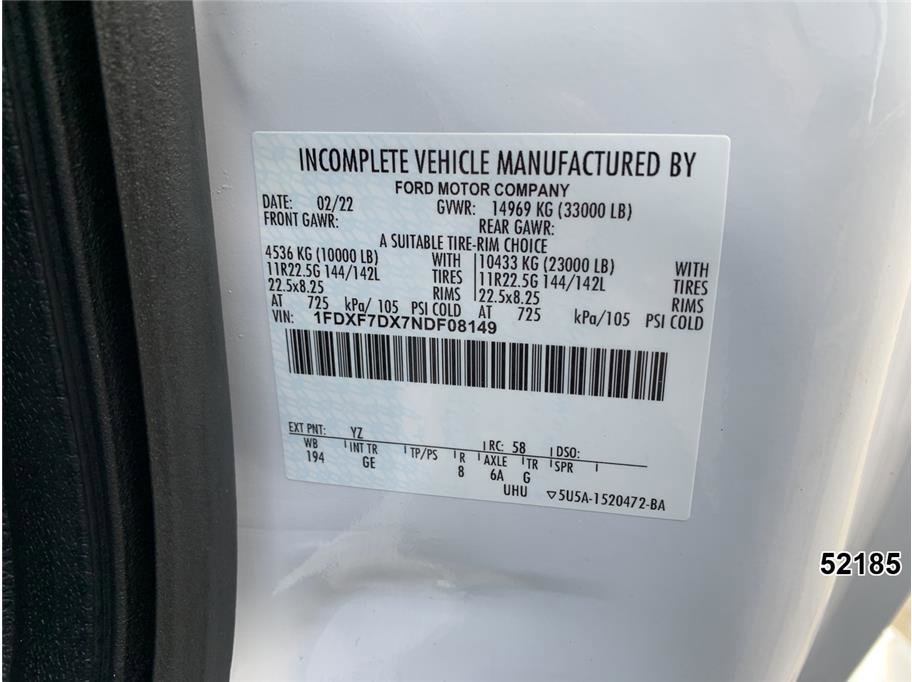 INCOMPLETE VEHICLE MANUFACTURED BY
FORD MOTOR COMPANY
DATE: 02/22 GVWR: 14969 KG (33000 LB)
FRONT GAWR: REAR GAWR:
A SUITABLE TIRE-RIM CHOICE
4536 KG (10000 LB) WITH 10433 KG (23000 LB) WITH
11R22.5G 144/142L TIRES 11R22.5G 144/142L TIRES
22.5x8.25 RIMS 22.5x8.25 RIMS
AT 725 kPa/ 105 PSI COLD AT 725 kPa/105 PSI COLD
VIN: 1FDXF7DX7NDF08149
EXT PNT: YZ RC: 58 DSO:
WB INT TR TP/PS R AXLE TR SPR
194 GE 8 6A G
UHU ▽5U5A-1520472-BA
52185